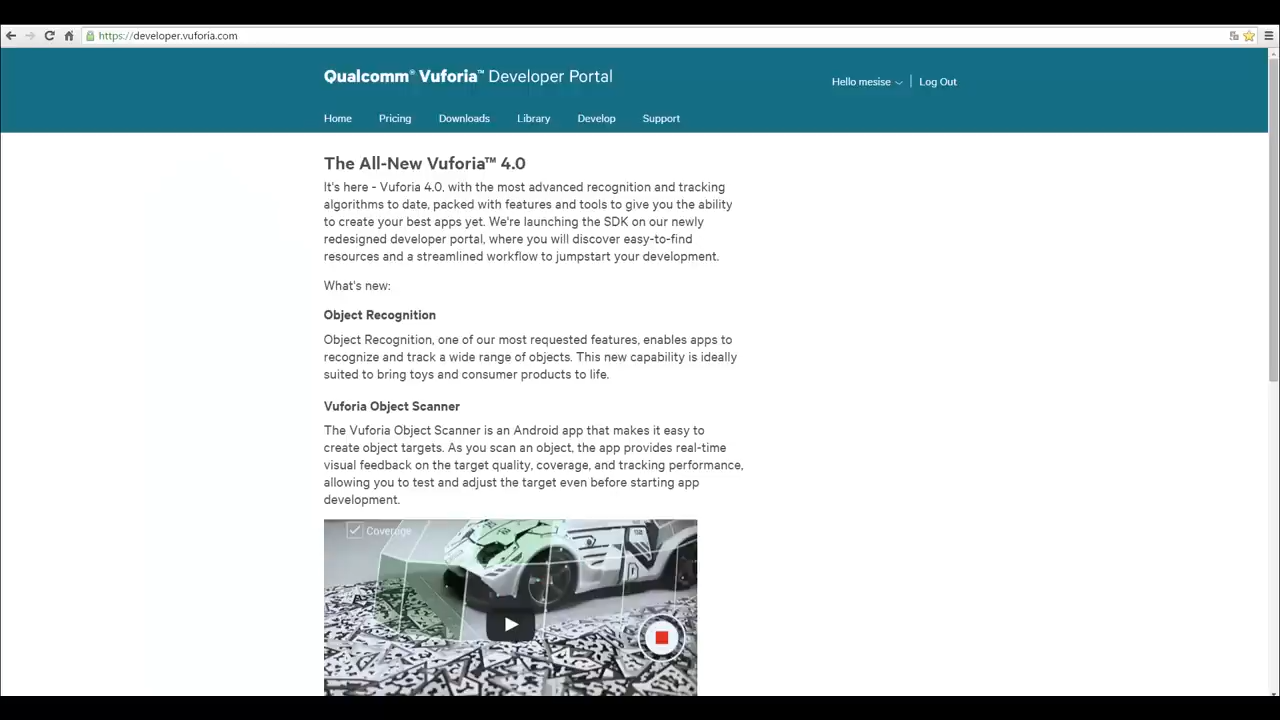 https://developer.vuforia.com
Qualcomm® Vuforia™ Developer Portal
Hello mesise
Log Out
Home Pricing Downloads Library Develop Support
The All-New Vuforia™ 4.0
It's here - Vuforia 4.0, with the most advanced recognition and tracking
algorithms to date, packed with features and tools to give you the ability
to create your best apps yet. We're launching the SDK on our newly
redesigned developer portal, where you will discover easy-to-find
resources and a streamlined workflow to jumpstart your development.
What's new:
Object Recognition
Object Recognition, one of our most requested features, enables apps to
recognize and track a wide range of objects. This new capability is ideally
suited to bring toys and consumer products to life.
Vuforia Object Scanner
The Vuforia Object Scanner is an Android app that makes it easy to
create object targets. As you scan an object, the app provides real-time
visual feedback on the target quality, coverage, and tracking performance,
allowing you to test and adjust the target even before starting app
development.
Coverage